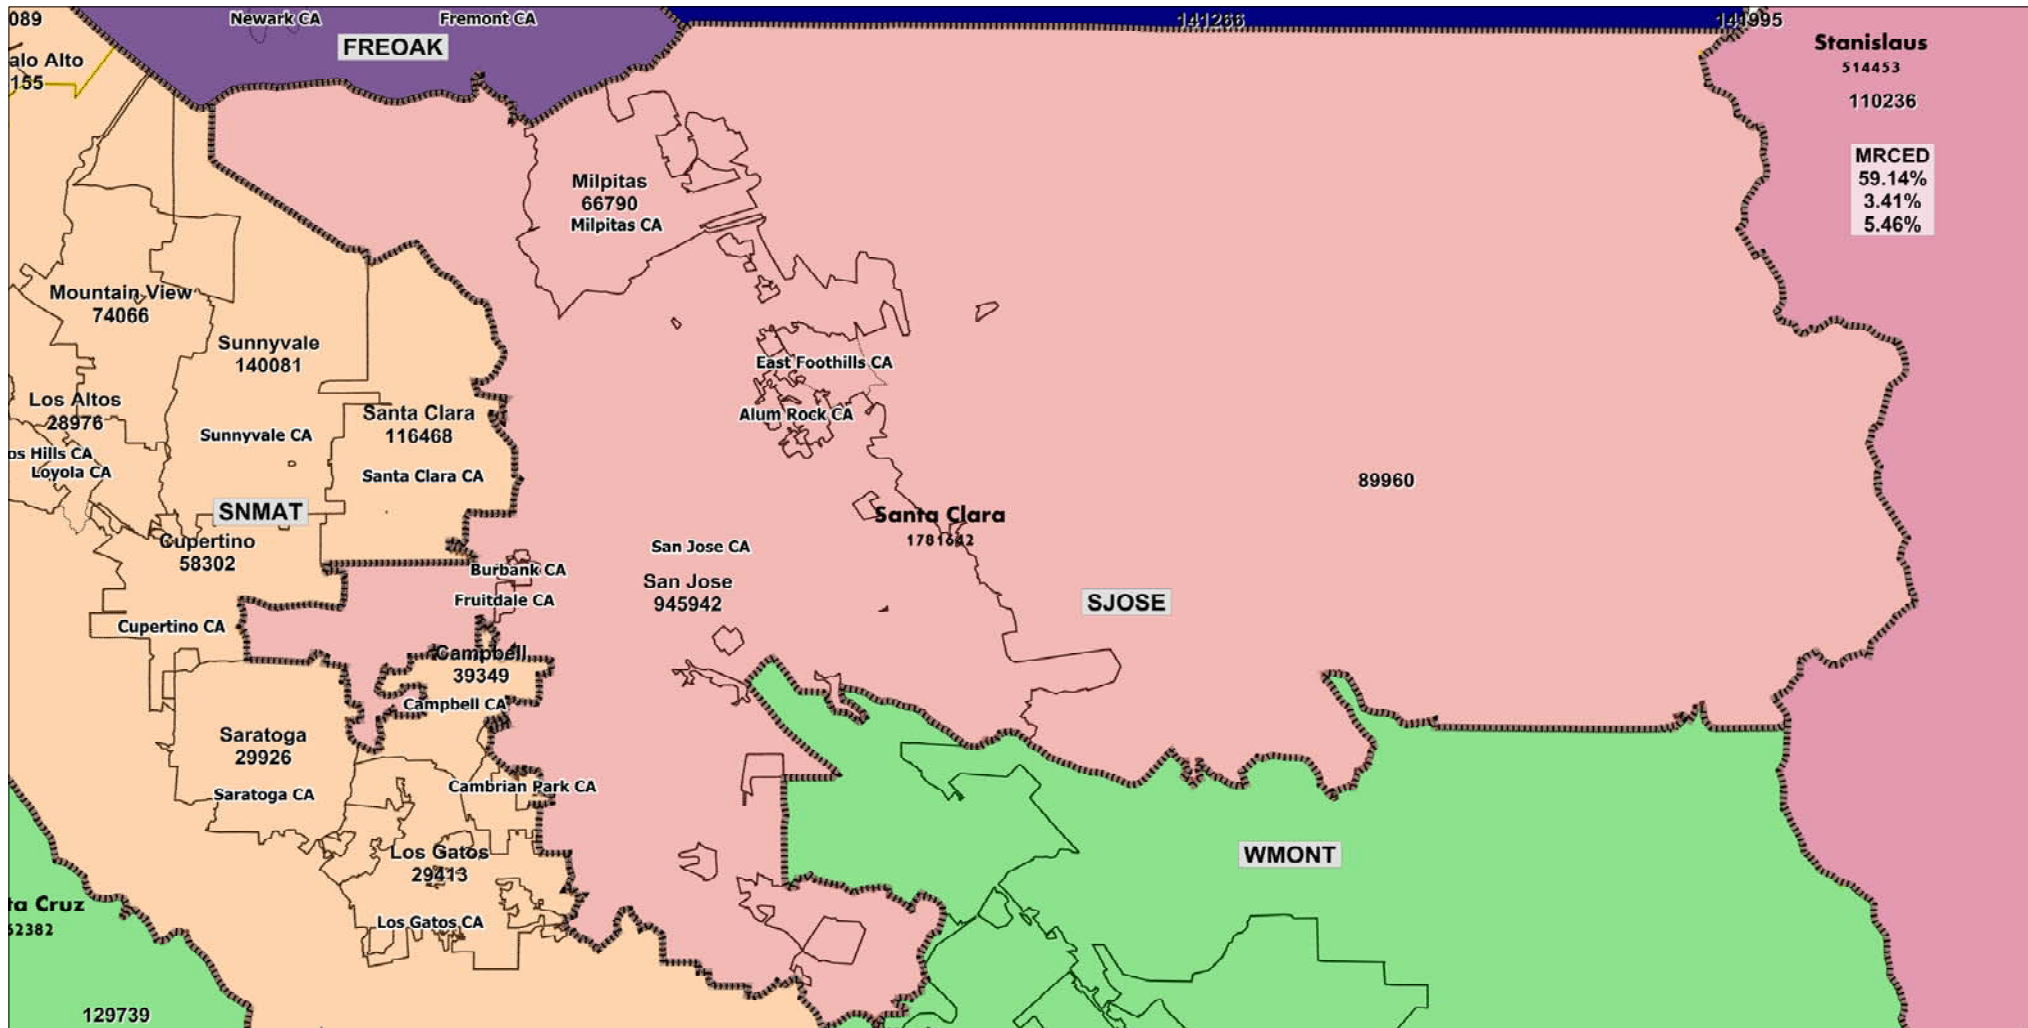 089
Newark CA
Fremont CA
FREOAK
141266
141995
Stanislaus
514453
110236
alo Alto
155
MRCED
59.14%
3.41%
5.46%
Milpitas
66790
Milpitas CA
Mountain View
74066
Sunnyvale
140081
East Foothills CA
Los Altos
28976
Santa Clara
116468
Alum Rock CA
Sunnyvale CA
os Hills CA
Loyola CA
Santa Clara CA
89960
SNMAT
Santa Clara
1781642
Cupertino
58302
San Jose CA
Burbank CA
San Jose
945942
Fruitdale CA
SJOSE
Cupertino CA
Campbell
39349
Campbell CA
Saratoga
29926
Saratoga CA
Cambrian Park CA
Los Gatos
29413
WMONT
ta Cruz
62382
Los Gatos CA
129739